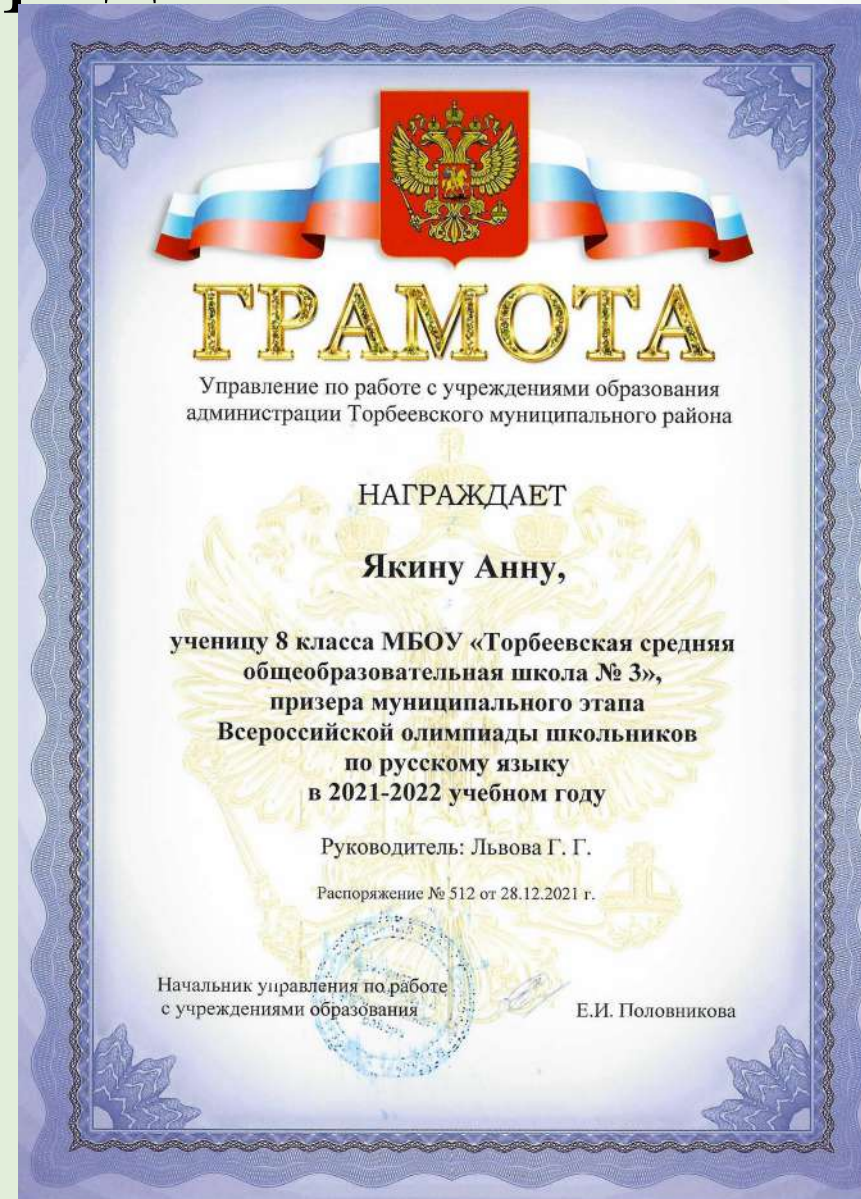 ГРАМОТА
Управление по работе с учреждениями образования
администрации Торбеевского муниципального района
НАГРАЖДАЕТ
Якину Анну,
ученицу 8 класса МБОУ «Торбеевская средняя
общеобразовательная школа № 3»,
призера муниципального этапа
Всероссийской олимпиады школьников
по русскому языку
в 2021-2022 учебном году
Руководитель: Львова Г. Г.
Распоряжение № 512 от 28.12.2021 г.
Начальник управления по работе
с учреждениями образования
Е.И. Половникова